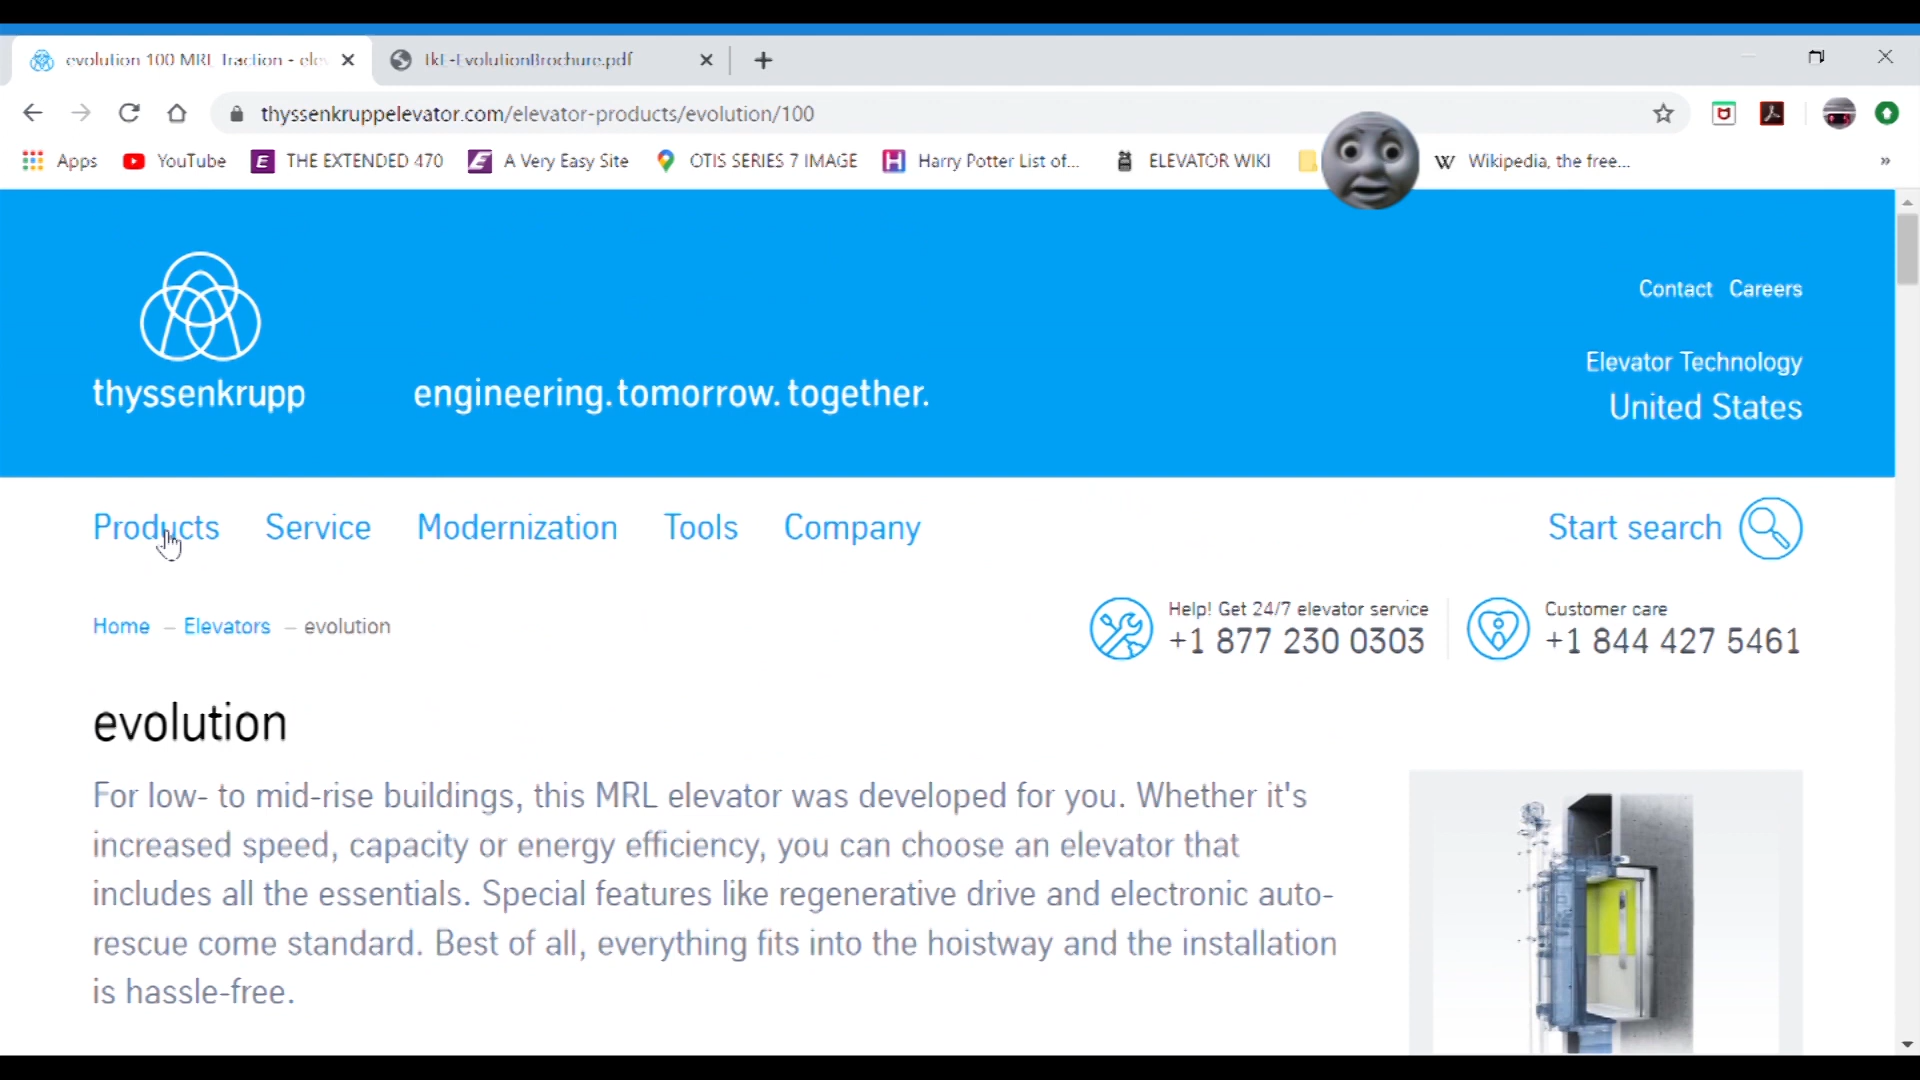 evolution 100 MRL Traction - elev
tkE-EvolutionBrochure.pdf
thyssenkruppelevator.com/elevator-products/evolution/100
Apps YouTube THE EXTENDED 470 A Very Easy Site OTIS SERIES 7 IMAGE Harry Potter List of... ELEVATOR WIKI Wikipedia, the free... »
Contact Careers
Elevator Technology
United States
thyssenkrupp
engineering.tomorrow.together.
Products Service Modernization Tools Company Start search
Home – Elevators – evolution
Help! Get 24/7 elevator service
+1 877 230 0303
Customer care
+1 844 427 5461
evolution
For low- to mid-rise buildings, this MRL elevator was developed for you. Whether it's
increased speed, capacity or energy efficiency, you can choose an elevator that
includes all the essentials. Special features like regenerative drive and electronic auto-
rescue come standard. Best of all, everything fits into the hoistway and the installation
is hassle-free.